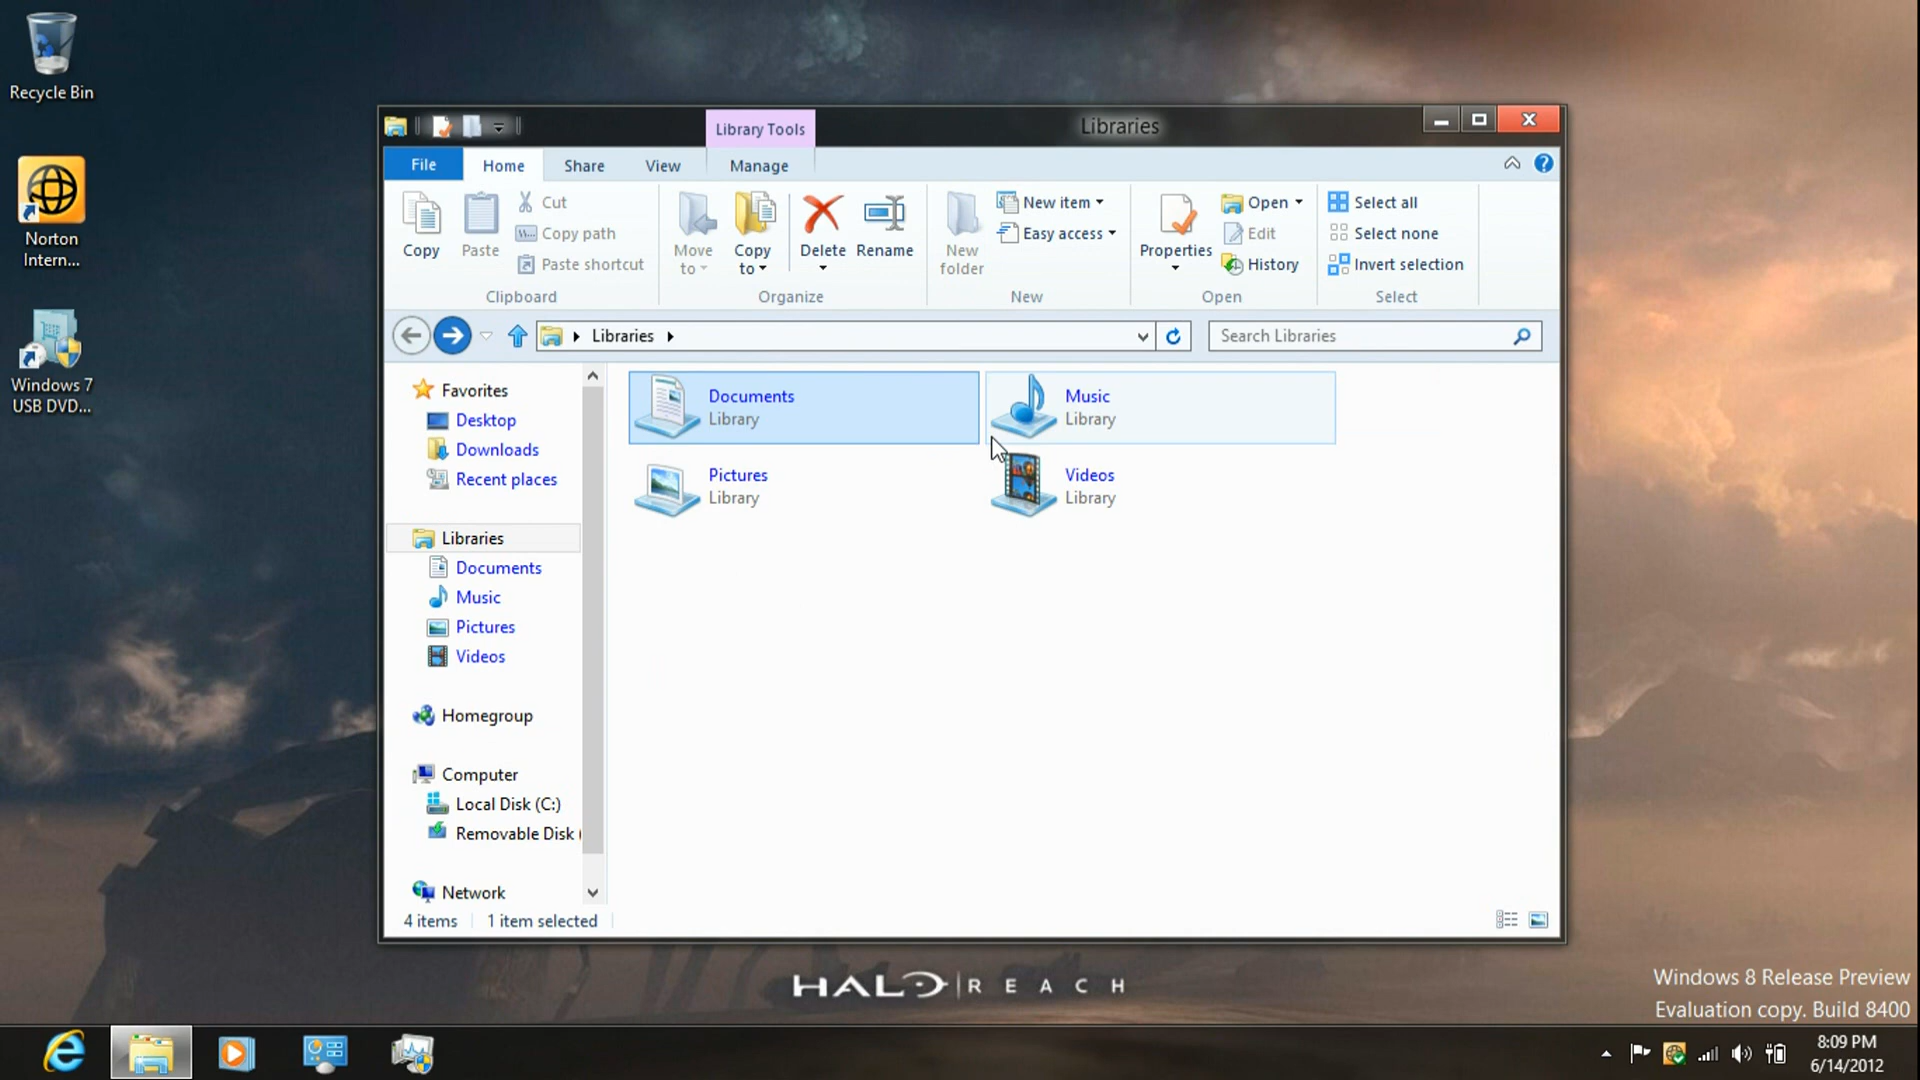 Recycle Bin
Norton
Intern...
Windows 7
USB DVD...
Library Tools
Libraries
File
Home
Share
View
Manage
Copy
Paste
Cut
Copy path
Paste shortcut
Clipboard
Move
to
Copy
to
Delete
Rename
Organize
New
folder
New item
Easy access
New
Properties
Open
Edit
History
Open
Select all
Select none
Invert selection
Select
Libraries
Search Libraries
Favorites
Desktop
Downloads
Recent places
Libraries
Documents
Music
Pictures
Videos
Homegroup
Computer
Local Disk (C:)
Removable Disk (
Network
Documents
Library
Music
Library
Pictures
Library
Videos
Library
4 items
1 item selected
HALO REACH
Windows 8 Release Preview
Evaluation copy. Build 8400
8:09 PM
6/14/2012